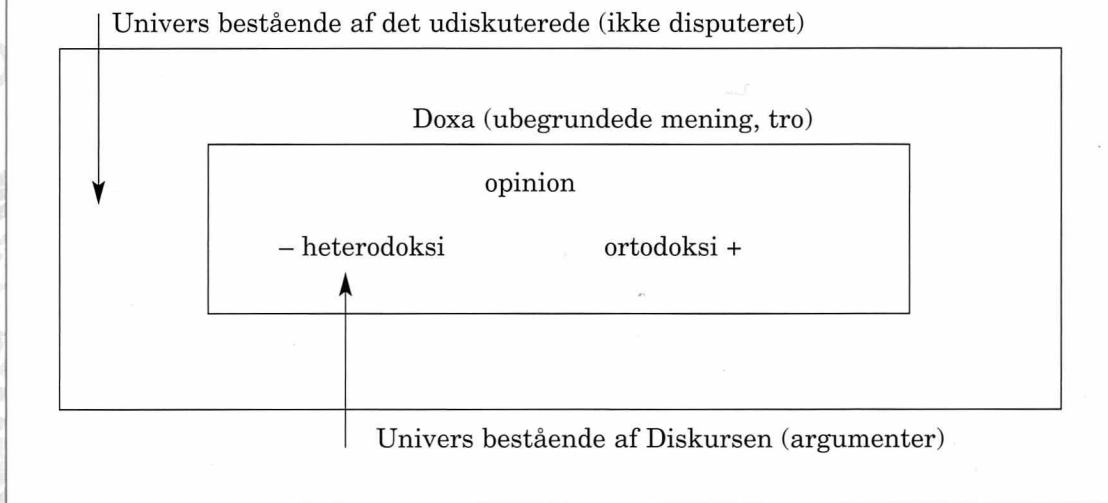 Univers bestående af det udiskuterede (ikke disputeret)
Doxa (ubegrundede mening, tro)
opinion
– heterodoksi ortodoksi +
Univers bestående af Diskursen (argumenter)